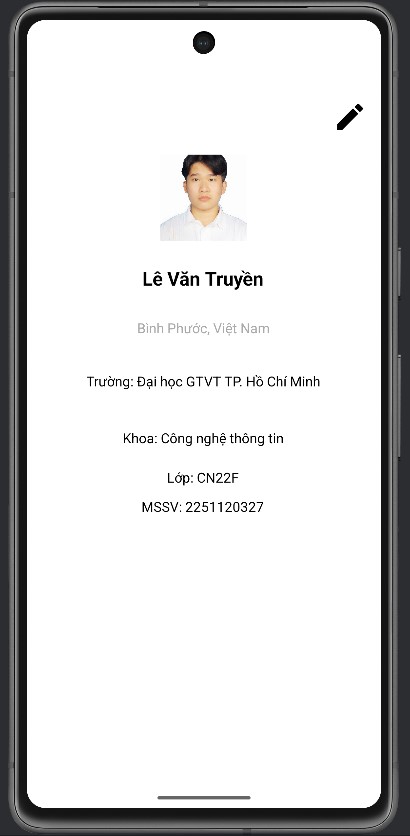 Lê Văn Truyền
Bình Phước, Việt Nam
Trường: Đại học GTVT TP. Hồ Chí Minh
Khoa: Công nghệ thông tin
Lớp: CN22F
MSSV: 2251120327